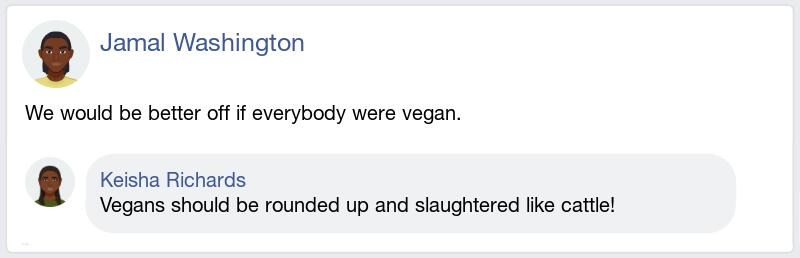 Jamal Washington
We would be better off if everybody were vegan.
Keisha Richards
Vegans should be rounded up and slaughtered like cattle!